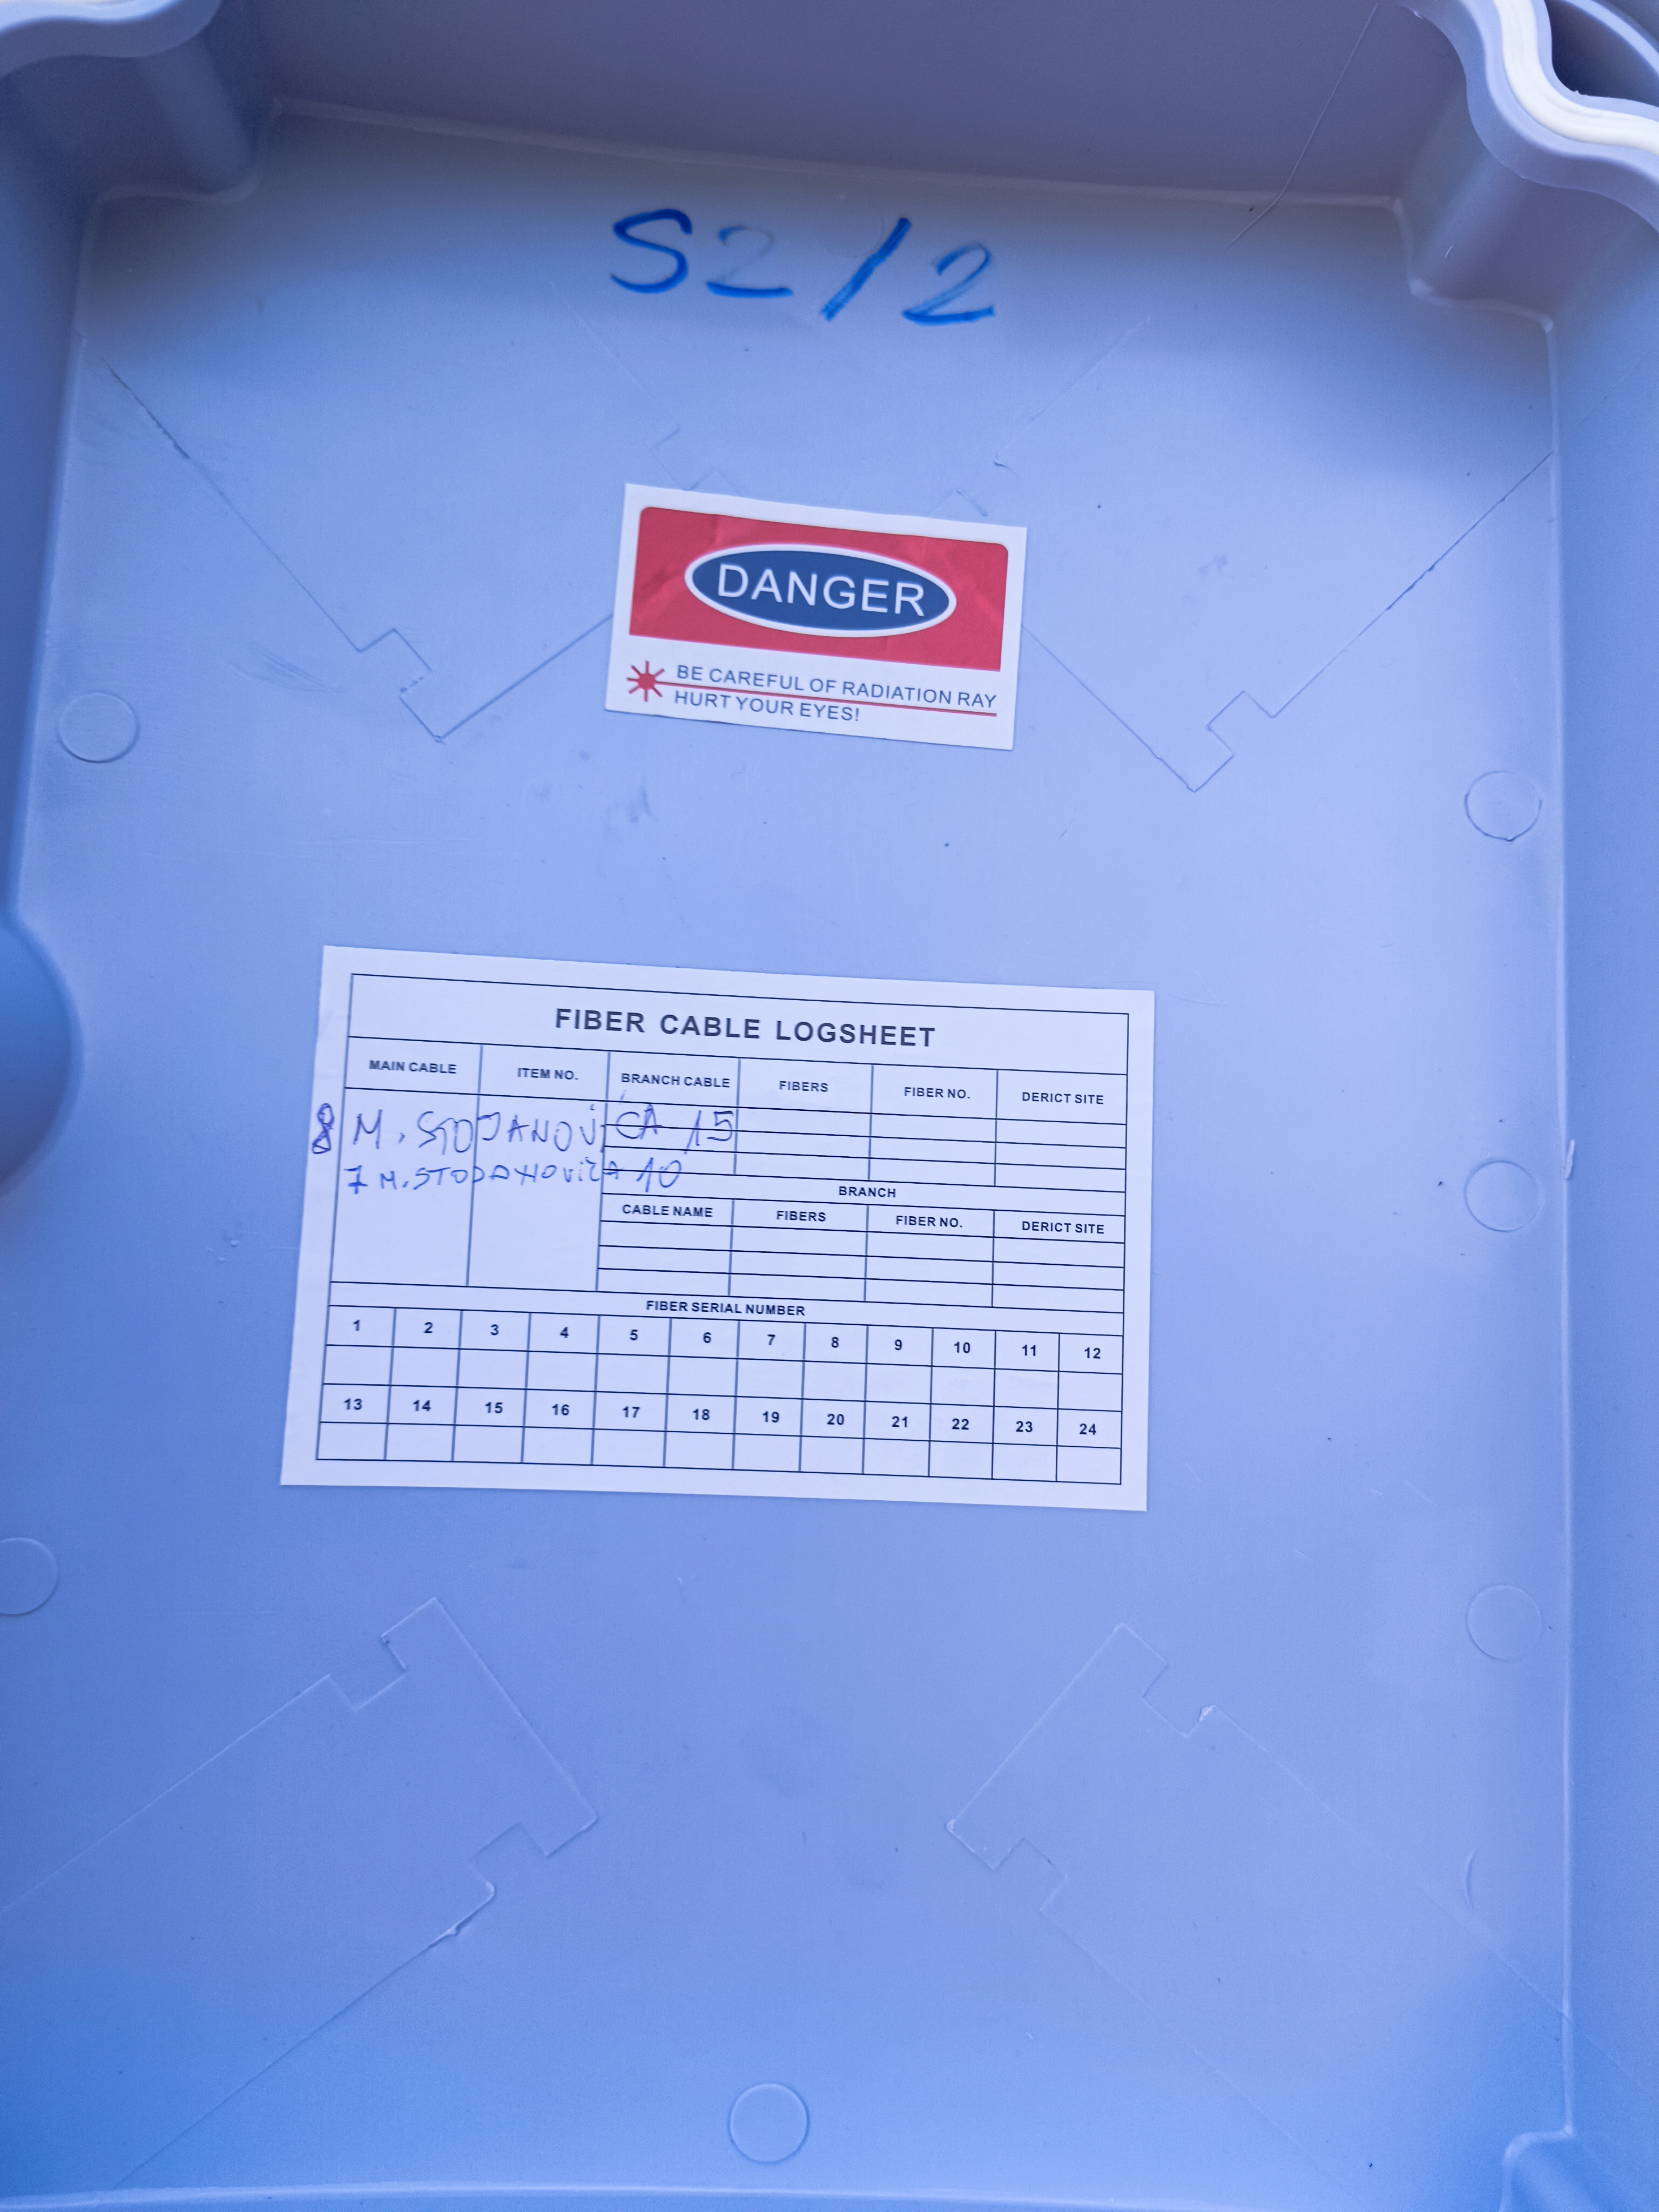 S2/2
DANGER
BE CAREFUL OF RADIATION RAY
HURT YOUR EYES!
FIBER CABLE LOGSHEET
MAIN CABLE ITEM NO. BRANCH CABLE FIBERS FIBER NO. DERICT SITE
8 M. STOJANOVIĆA 15
7 M. STOJANOVIĆA 10
BRANCH
CABLE NAME FIBERS FIBER NO. DERICT SITE
FIBER SERIAL NUMBER
1 2 3 4 5 6 7 8 9 10 11 12
13 14 15 16 17 18 19 20 21 22 23 24